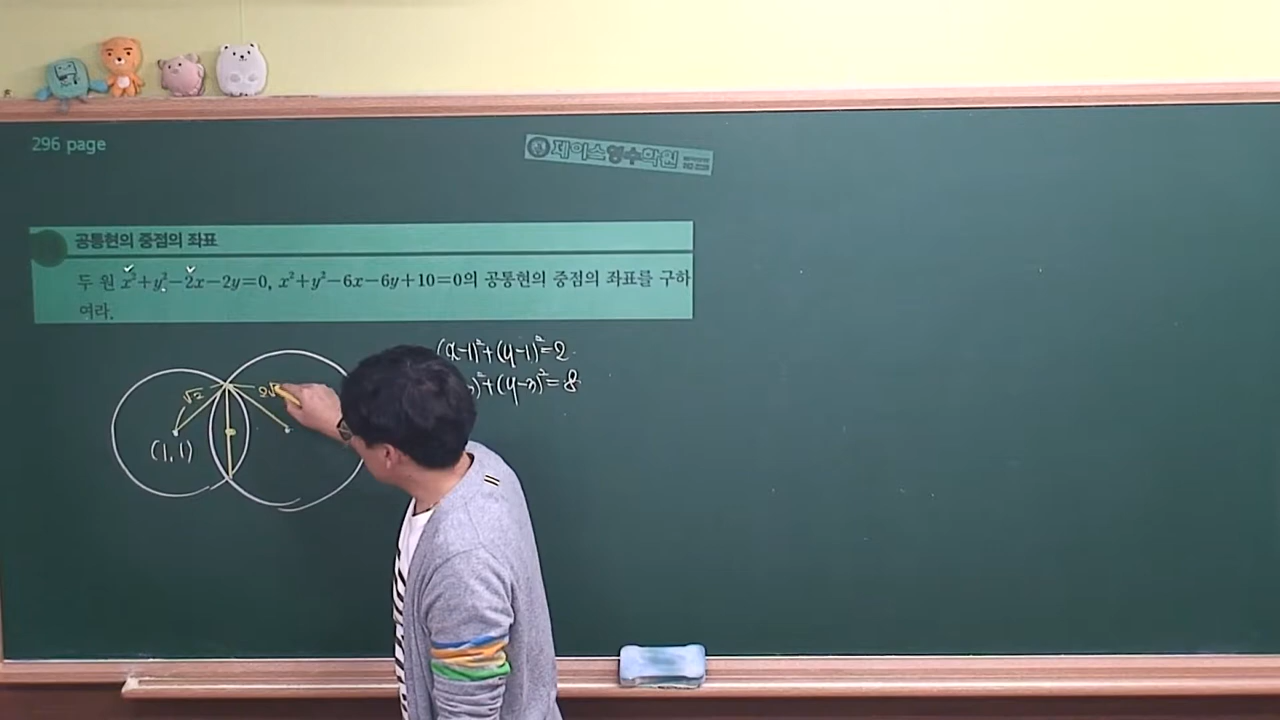 296 page
제이스영수학원
공통현의 중점의 좌표
두 원 x²+y²-2x-2y=0, x²+y²-6x-6y+10=0의 공통현의 중점의 좌표를 구하
여라.
(x-1)²+(y-1)²=2
)²+(y-3)²=8
√2
2√
(1,1)